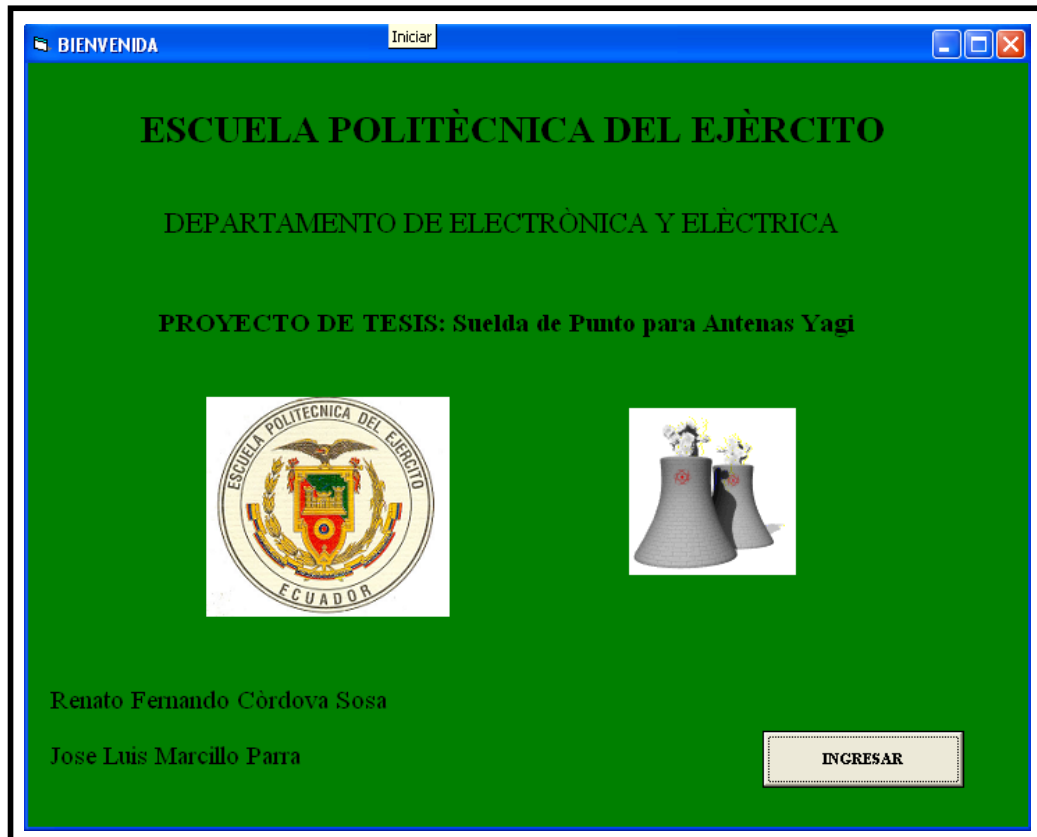 BIENVENIDA
Iniciar
ESCUELA POLITÈCNICA DEL EJÈRCITO
DEPARTAMENTO DE ELECTRÒNICA Y ELÈCTRICA
PROYECTO DE TESIS: Suelda de Punto para Antenas Yagi
ESCUELA POLITECNICA DEL EJERCITO
ECUADOR
Renato Fernando Còrdova Sosa
Jose Luis Marcillo Parra
INGRESAR